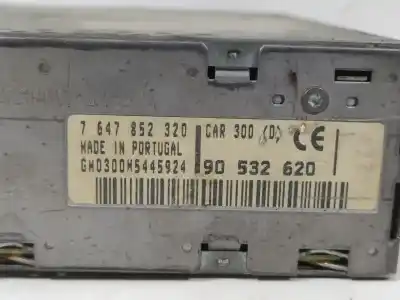 7 647 852 320 CAR 300 (D) CE
MADE IN PORTUGAL
GM0300M5445924 90 532 620